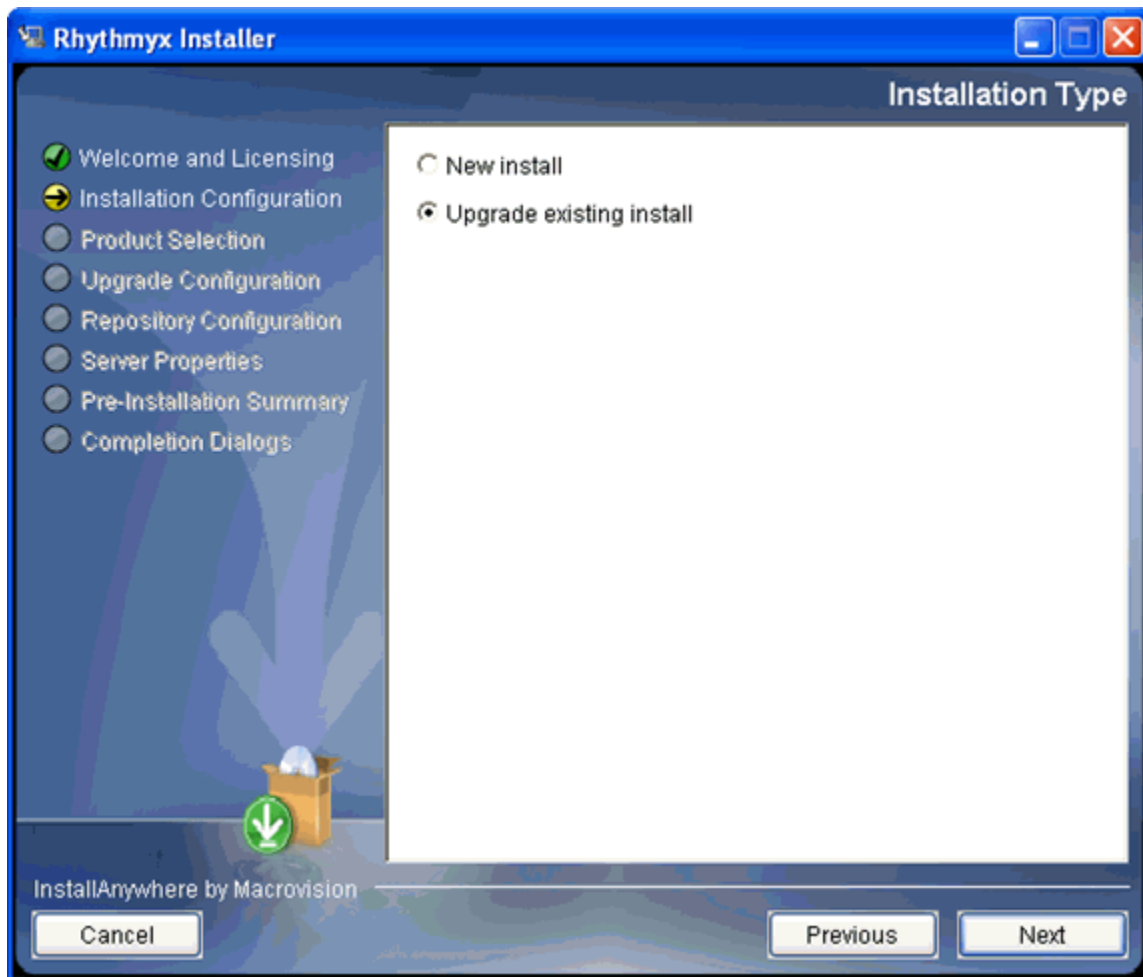 Rhythmyx Installer
Installation Type
Welcome and Licensing
Installation Configuration
Product Selection
Upgrade Configuration
Repository Configuration
Server Properties
Pre-Installation Summary
Completion Dialogs
New install
Upgrade existing install
InstallAnywhere by Macrovision
Cancel
Previous
Next